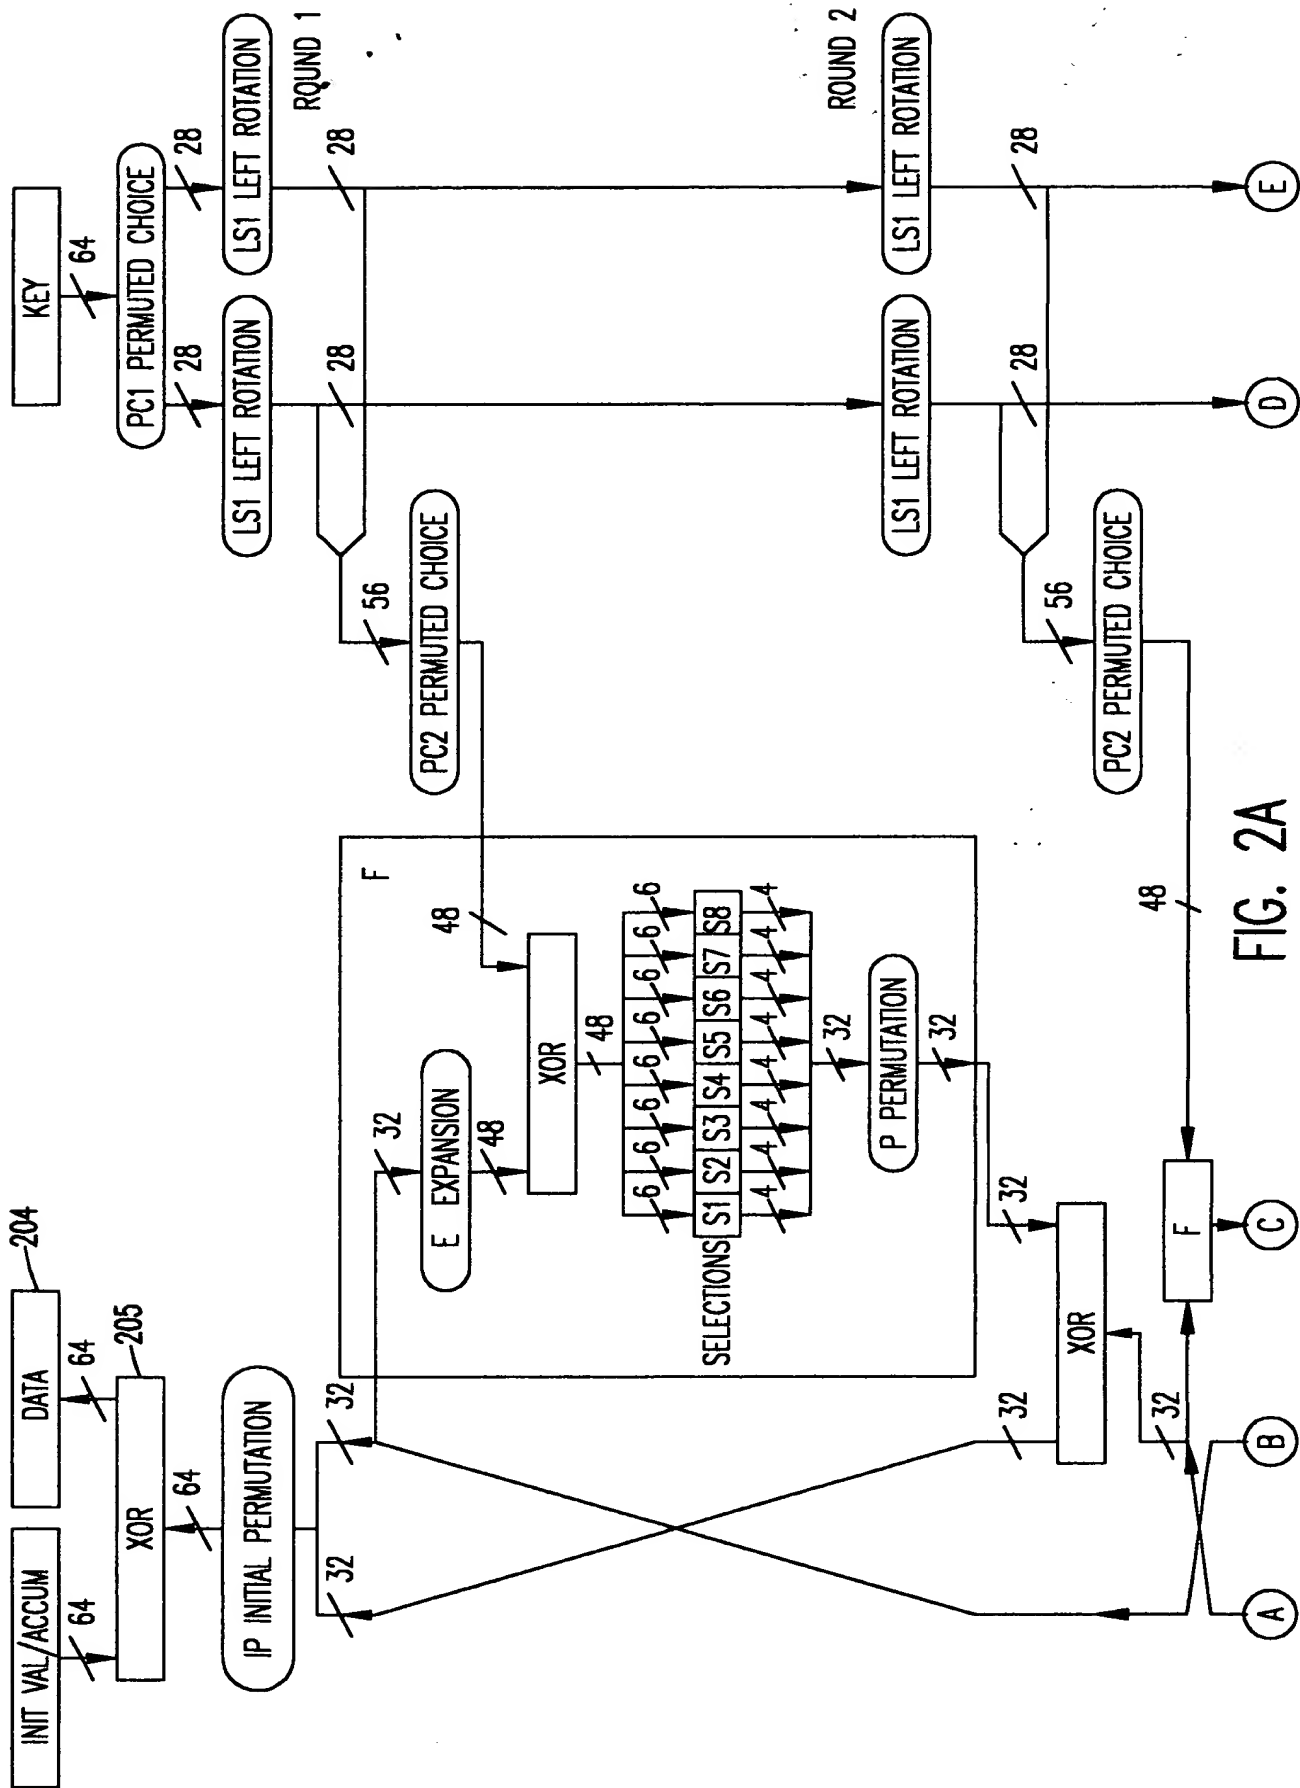 KEY
64
PC1 PERMUTED CHOICE
28
28
LS1 LEFT ROTATION
LS1 LEFT ROTATION
ROUND 1
28
28
56
PC2 PERMUTED CHOICE
INIT VAL/ACCUM
DATA
204
64
64
XOR
205
64
IP INITIAL PERMUTATION
32
32
F
32
E EXPANSION
48
48
XOR
48
6 6 6 6 6 6 6 6
SELECTIONS S1 S2 S3 S4 S5 S6 S7 S8
4 4 4 4 4 4 4 4
32
P PERMUTATION
32
32
32
XOR
32
ROUND 2
LS1 LEFT ROTATION
LS1 LEFT ROTATION
28
28
56
PC2 PERMUTED CHOICE
48
F
A
B
C
D
E
FIG. 2A